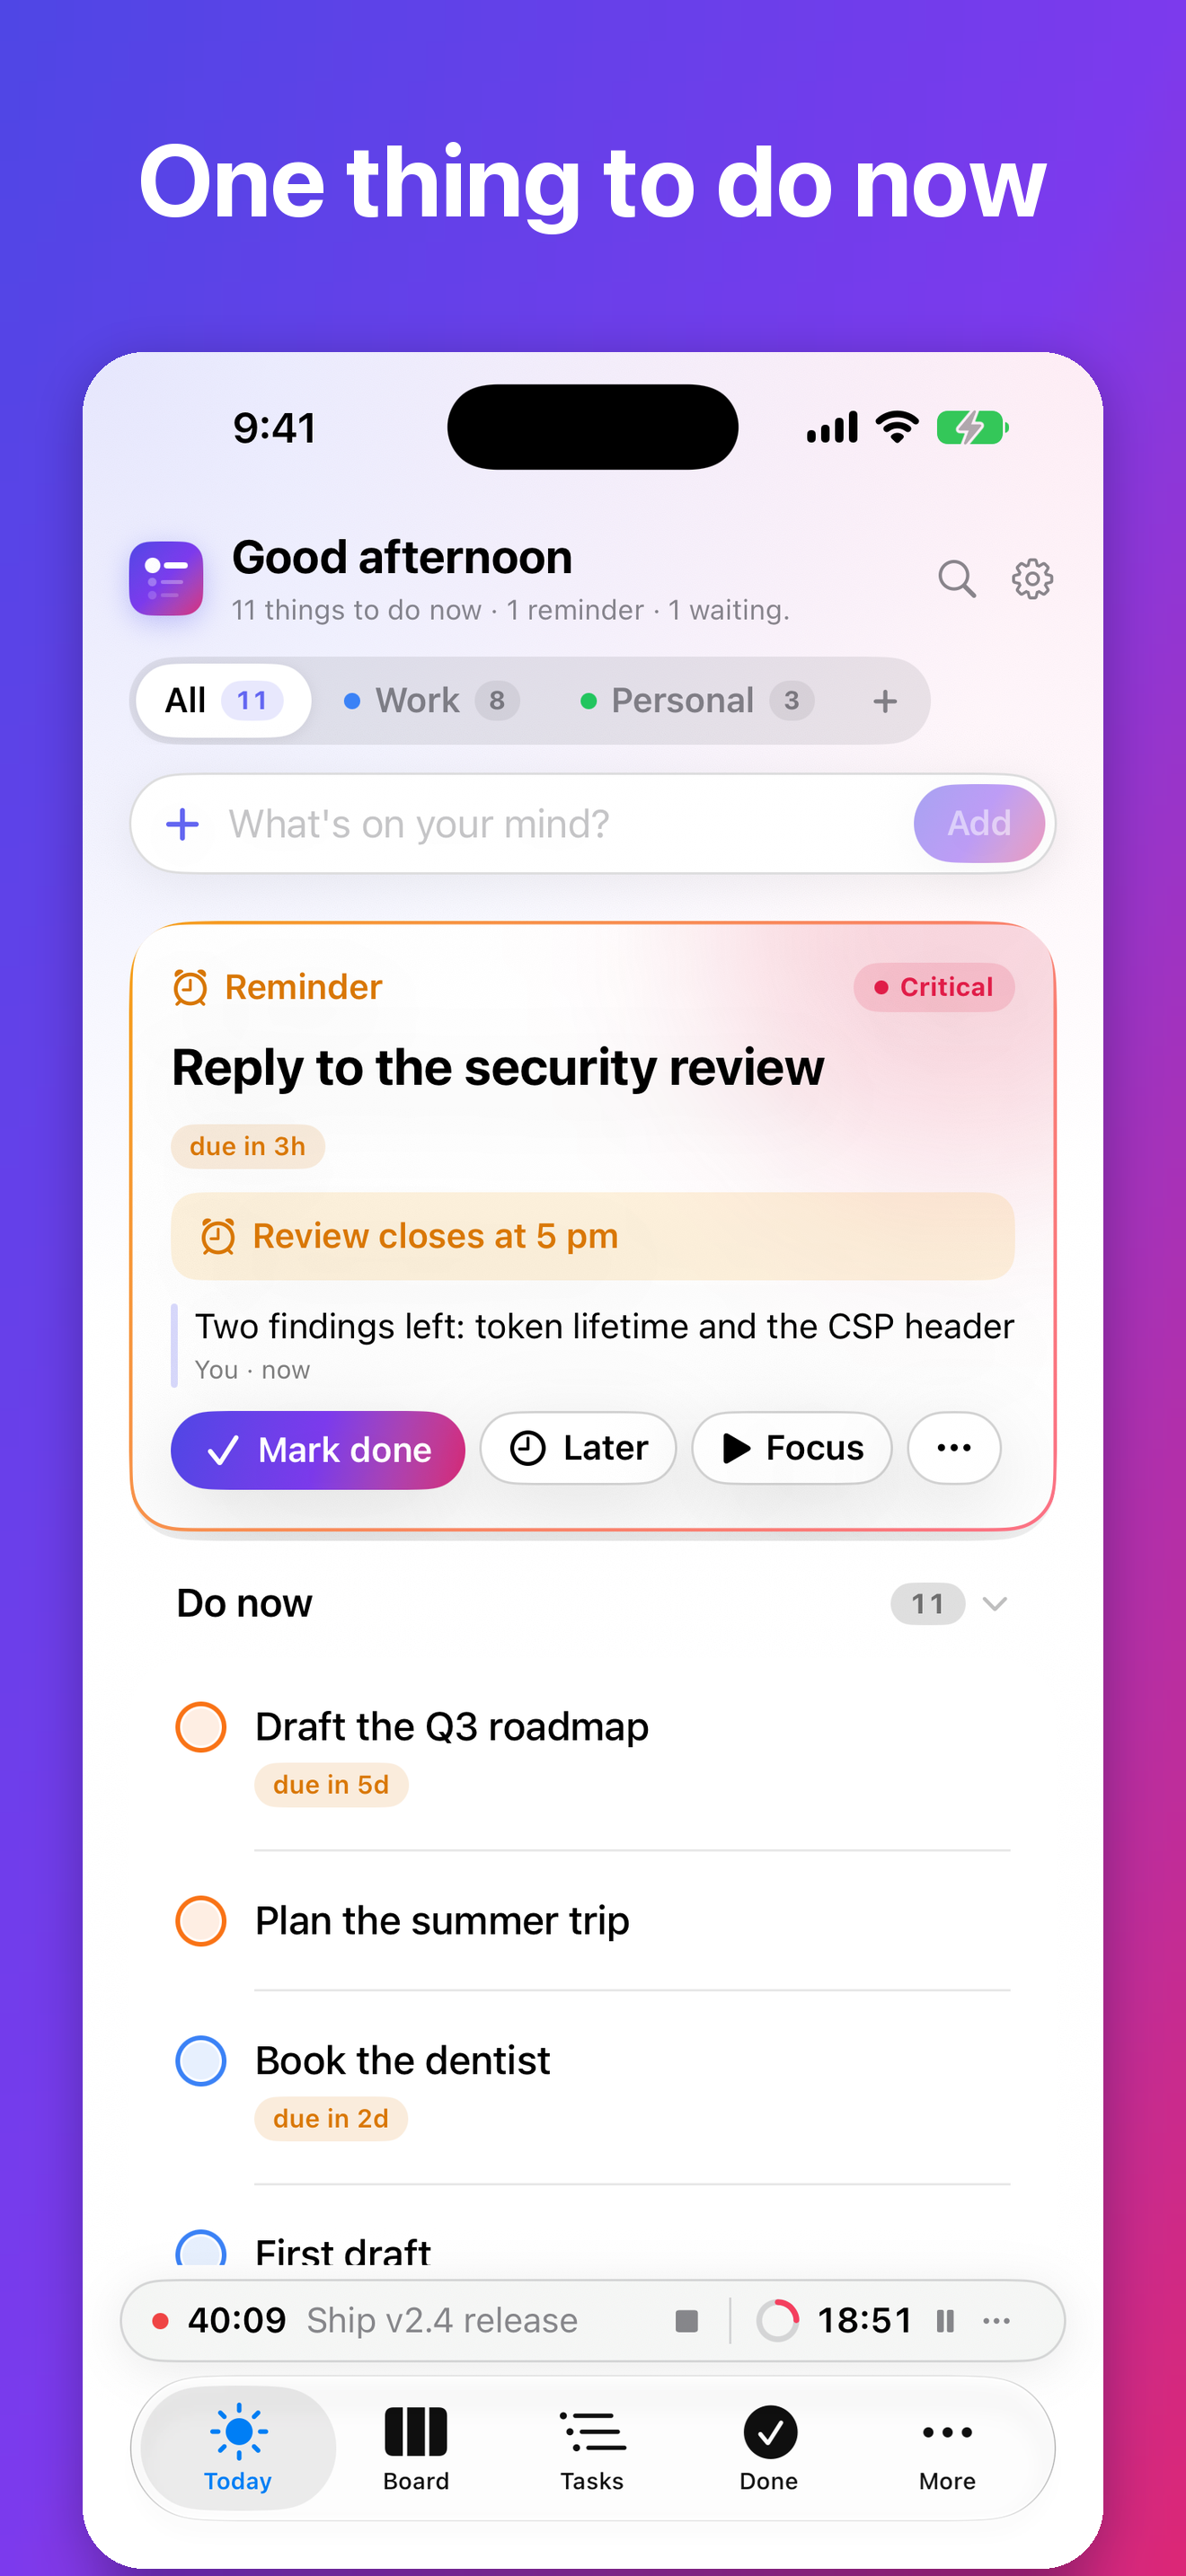 One thing to do now
9:41
Good afternoon
11 things to do now · 1 reminder · 1 waiting.
All 11 Work 8 Personal 3 +
+ What's on your mind? Add
Reminder Critical
Reply to the security review
due in 3h
Review closes at 5 pm
Two findings left: token lifetime and the CSP header
You · now
Mark done Later Focus ...
Do now 11
Draft the Q3 roadmap
due in 5d
Plan the summer trip
Book the dentist
due in 2d
First draft
40:09 Ship v2.4 release 18:51 ...
Today Board Tasks Done More